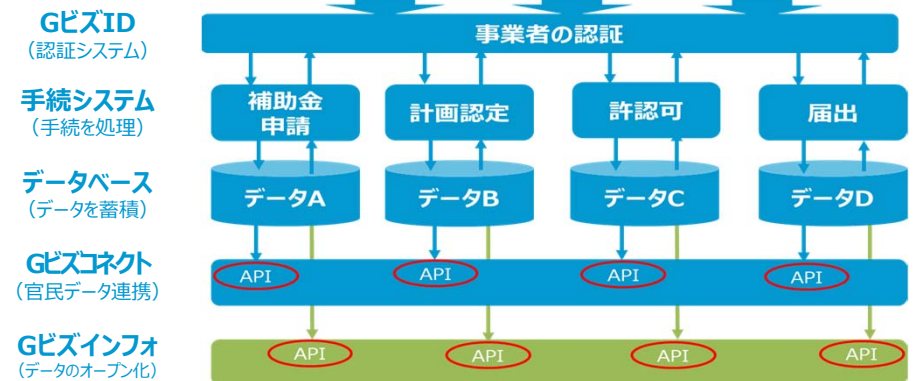 GビズID
（認証システム）
事業者の認証
手続システム
（手続を処理）
補助金
申請
計画認定
許認可
届出
データベース
（データを蓄積）
データA
データB
データC
データD
Gビズコネクト
（官民データ連携）
API
API
API
API
Gビズインフォ
（データのオープン化）
API
API
API
API